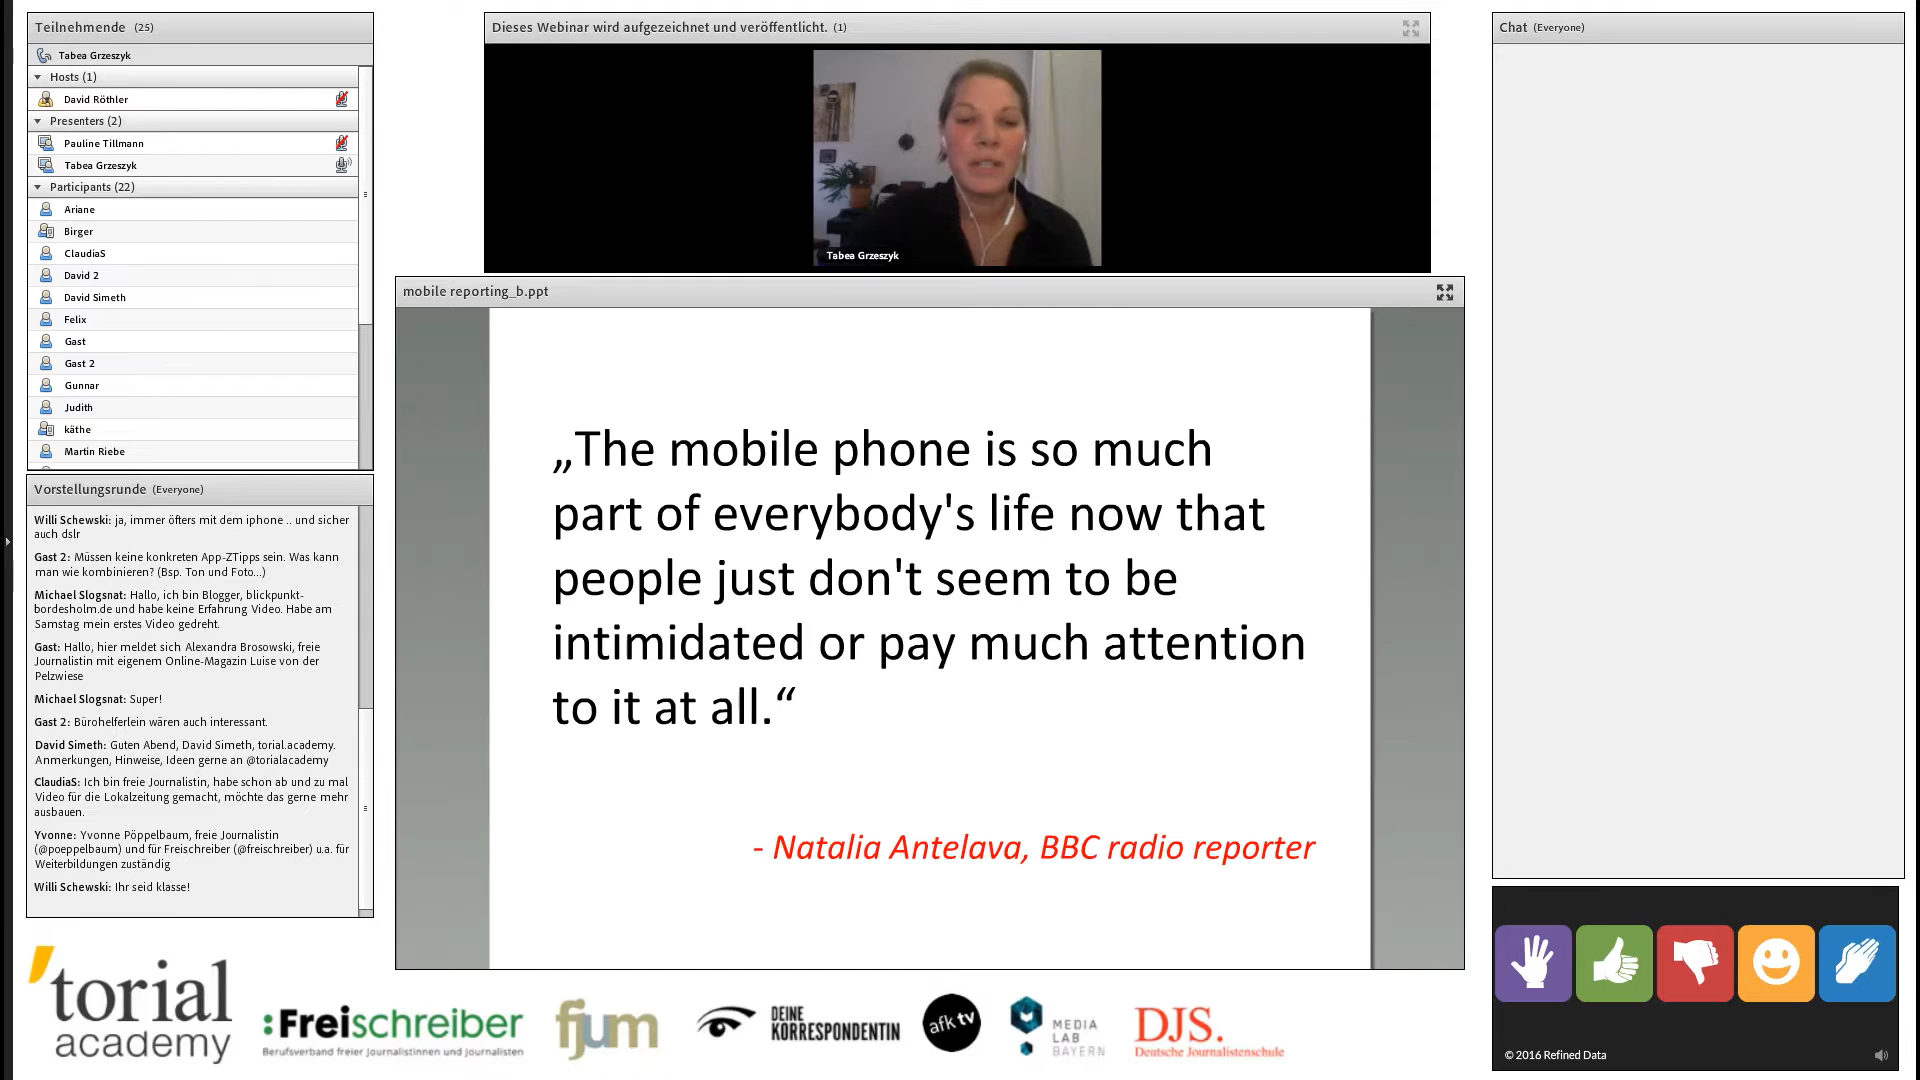 Teilnehmende (25)
Tabea Grzeszyk
Hosts (1)
David Röthler
Presenters (2)
Pauline Tillmann
Tabea Grzeszyk
Participants (22)
Ariane
Birger
ClaudiaS
David 2
David Simeth
Felix
Gast
Gast 2
Gunnar
Judith
käthe
Martin Riebe
Vorstellungsrunde (Everyone)
Willi Schewski: ja, immer öfters mit dem iphone .. und sicher
auch dslr
Gast 2: Müssen keine konkreten App-ZTipps sein. Was kann
man wie kombinieren? (Bsp. Ton und Foto...)
Michael Slogsnat: Hallo, ich bin Blogger, blickpunkt-
bordesholm.de und habe keine Erfahrung Video. Habe am
Samstag mein erstes Video gedreht.
Gast: Hallo, hier meldet sich Alexandra Brosowski, freie
Journalistin mit eigenem Online-Magazin Luise von der
Pelzwiese
Michael Slogsnat: Super!
Gast 2: Bürohelferlein wären auch interessant.
David Simeth: Guten Abend, David Simeth, torial.academy.
Anmerkungen, Hinweise, Ideen gerne an @torialacademy
ClaudiaS: Ich bin freie Journalistin, habe schon ab und zu mal
Video für die Lokalzeitung gemacht, möchte das gerne mehr
ausbauen.
Yvonne: Yvonne Pöppelbaum, freie Journalistin
(@poeppelbaum) und für Freischreiber (@freischreiber) u.a. für
Weiterbildungen zuständig
Willi Schewski: Ihr seid klasse!
Dieses Webinar wird aufgezeichnet und veröffentlicht. (1)
Tabea Grzeszyk
mobile reporting_b.ppt
„The mobile phone is so much
part of everybody's life now that
people just don't seem to be
intimidated or pay much attention
to it at all.“
- Natalia Antelava, BBC radio reporter
Chat (Everyone)
© 2016 Refined Data
'torial
academy
:Freischreiber
Berufsverband freier Journalistinnen und Journalisten
fjum
DEINE
KORRESPONDENTIN
afk tv
MEDIA
LAB
BAYERN
DJS.
Deutsche Journalistenschule